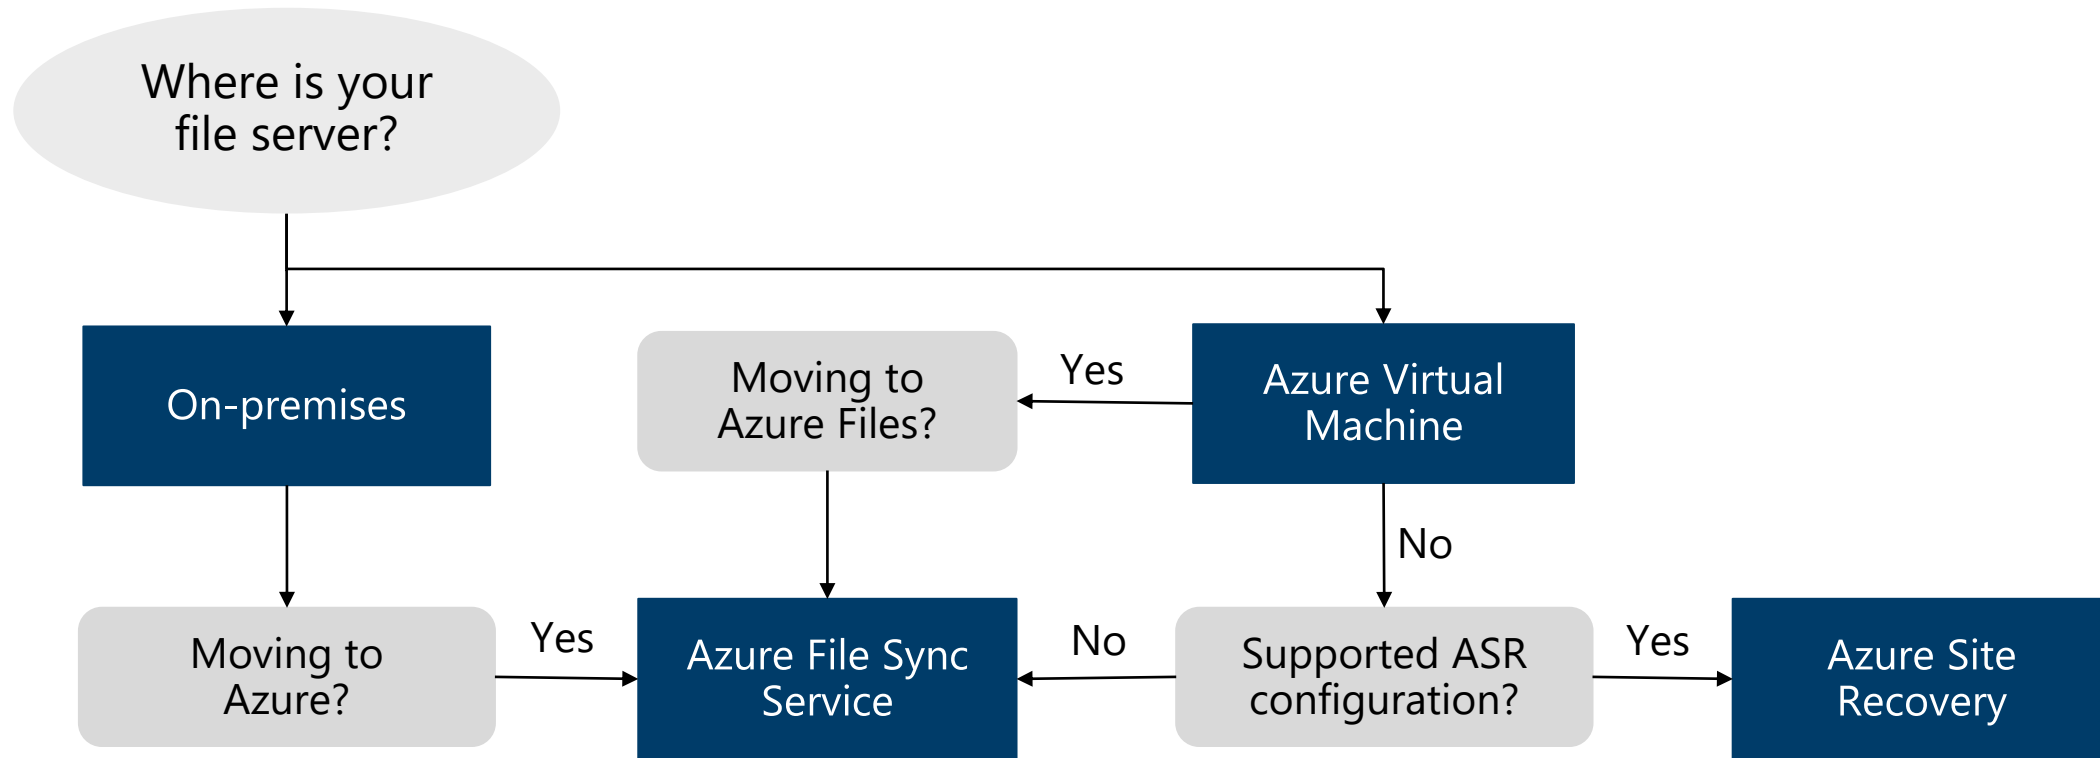 Where is your
file server?
On-premises
Moving to
Azure Files?
Yes
Azure Virtual
Machine
No
Moving to
Azure?
Yes
Azure File Sync
Service
No
Supported ASR
configuration?
Yes
Azure Site
Recovery